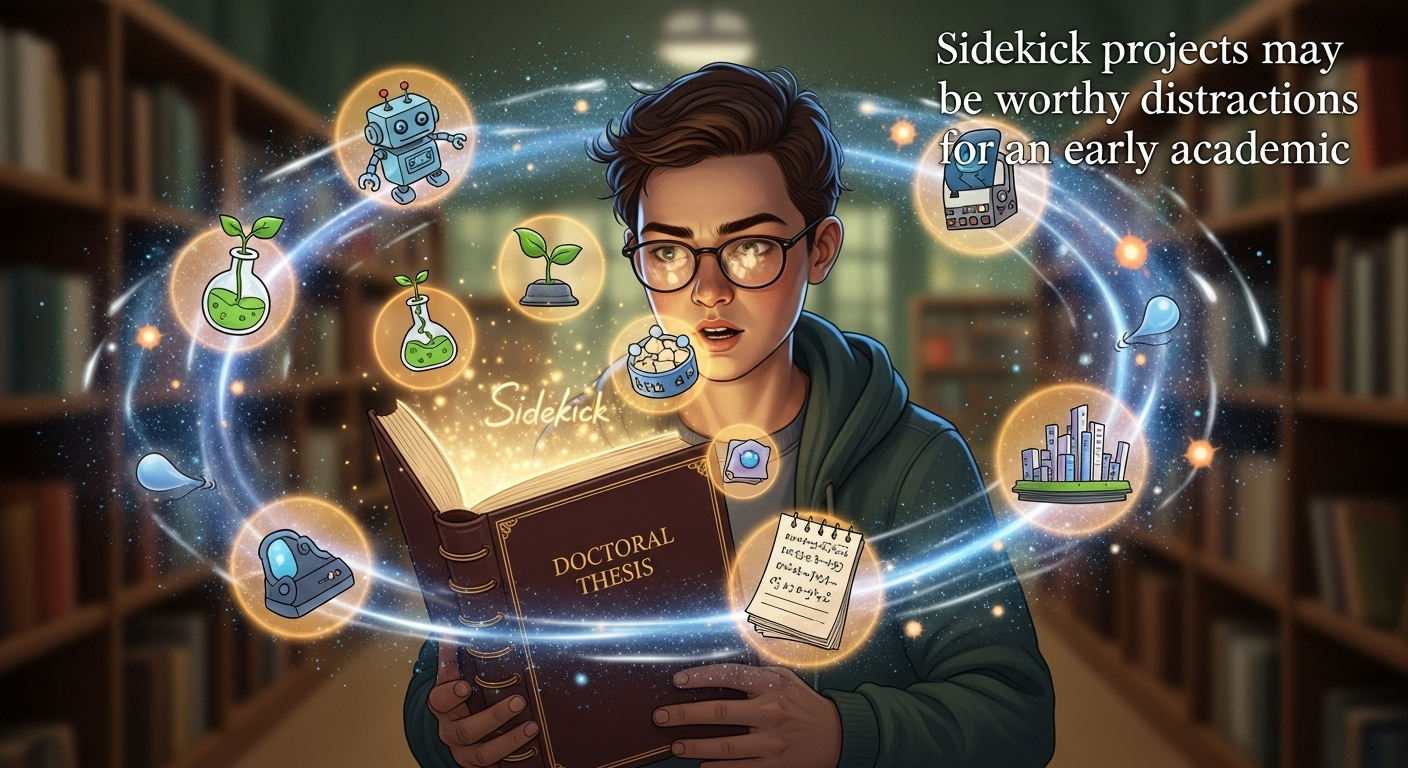 Sidekick projects may
be worthy distractions
for an early academic
Sidekick
DOCTORAL
THESIS